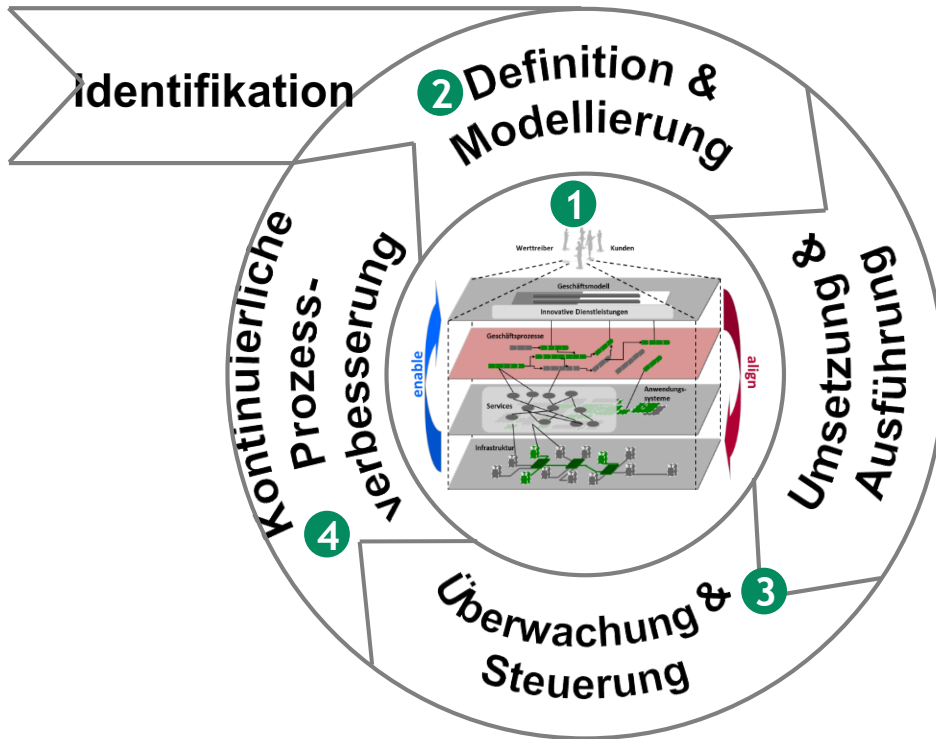 Identifikation
2
Definition &
Modellierung
Umsetzung &
Ausführung
3
Überwachung &
Steuerung
4
Kontinuierliche
Prozess-
verbesserung
1
Werttreiber
Kunden
Geschäftsmodell
Innovative Dienstleistungen
Geschäftsprozesse
Anwendungs-
systeme
Services
Infrastruktur
enable
align